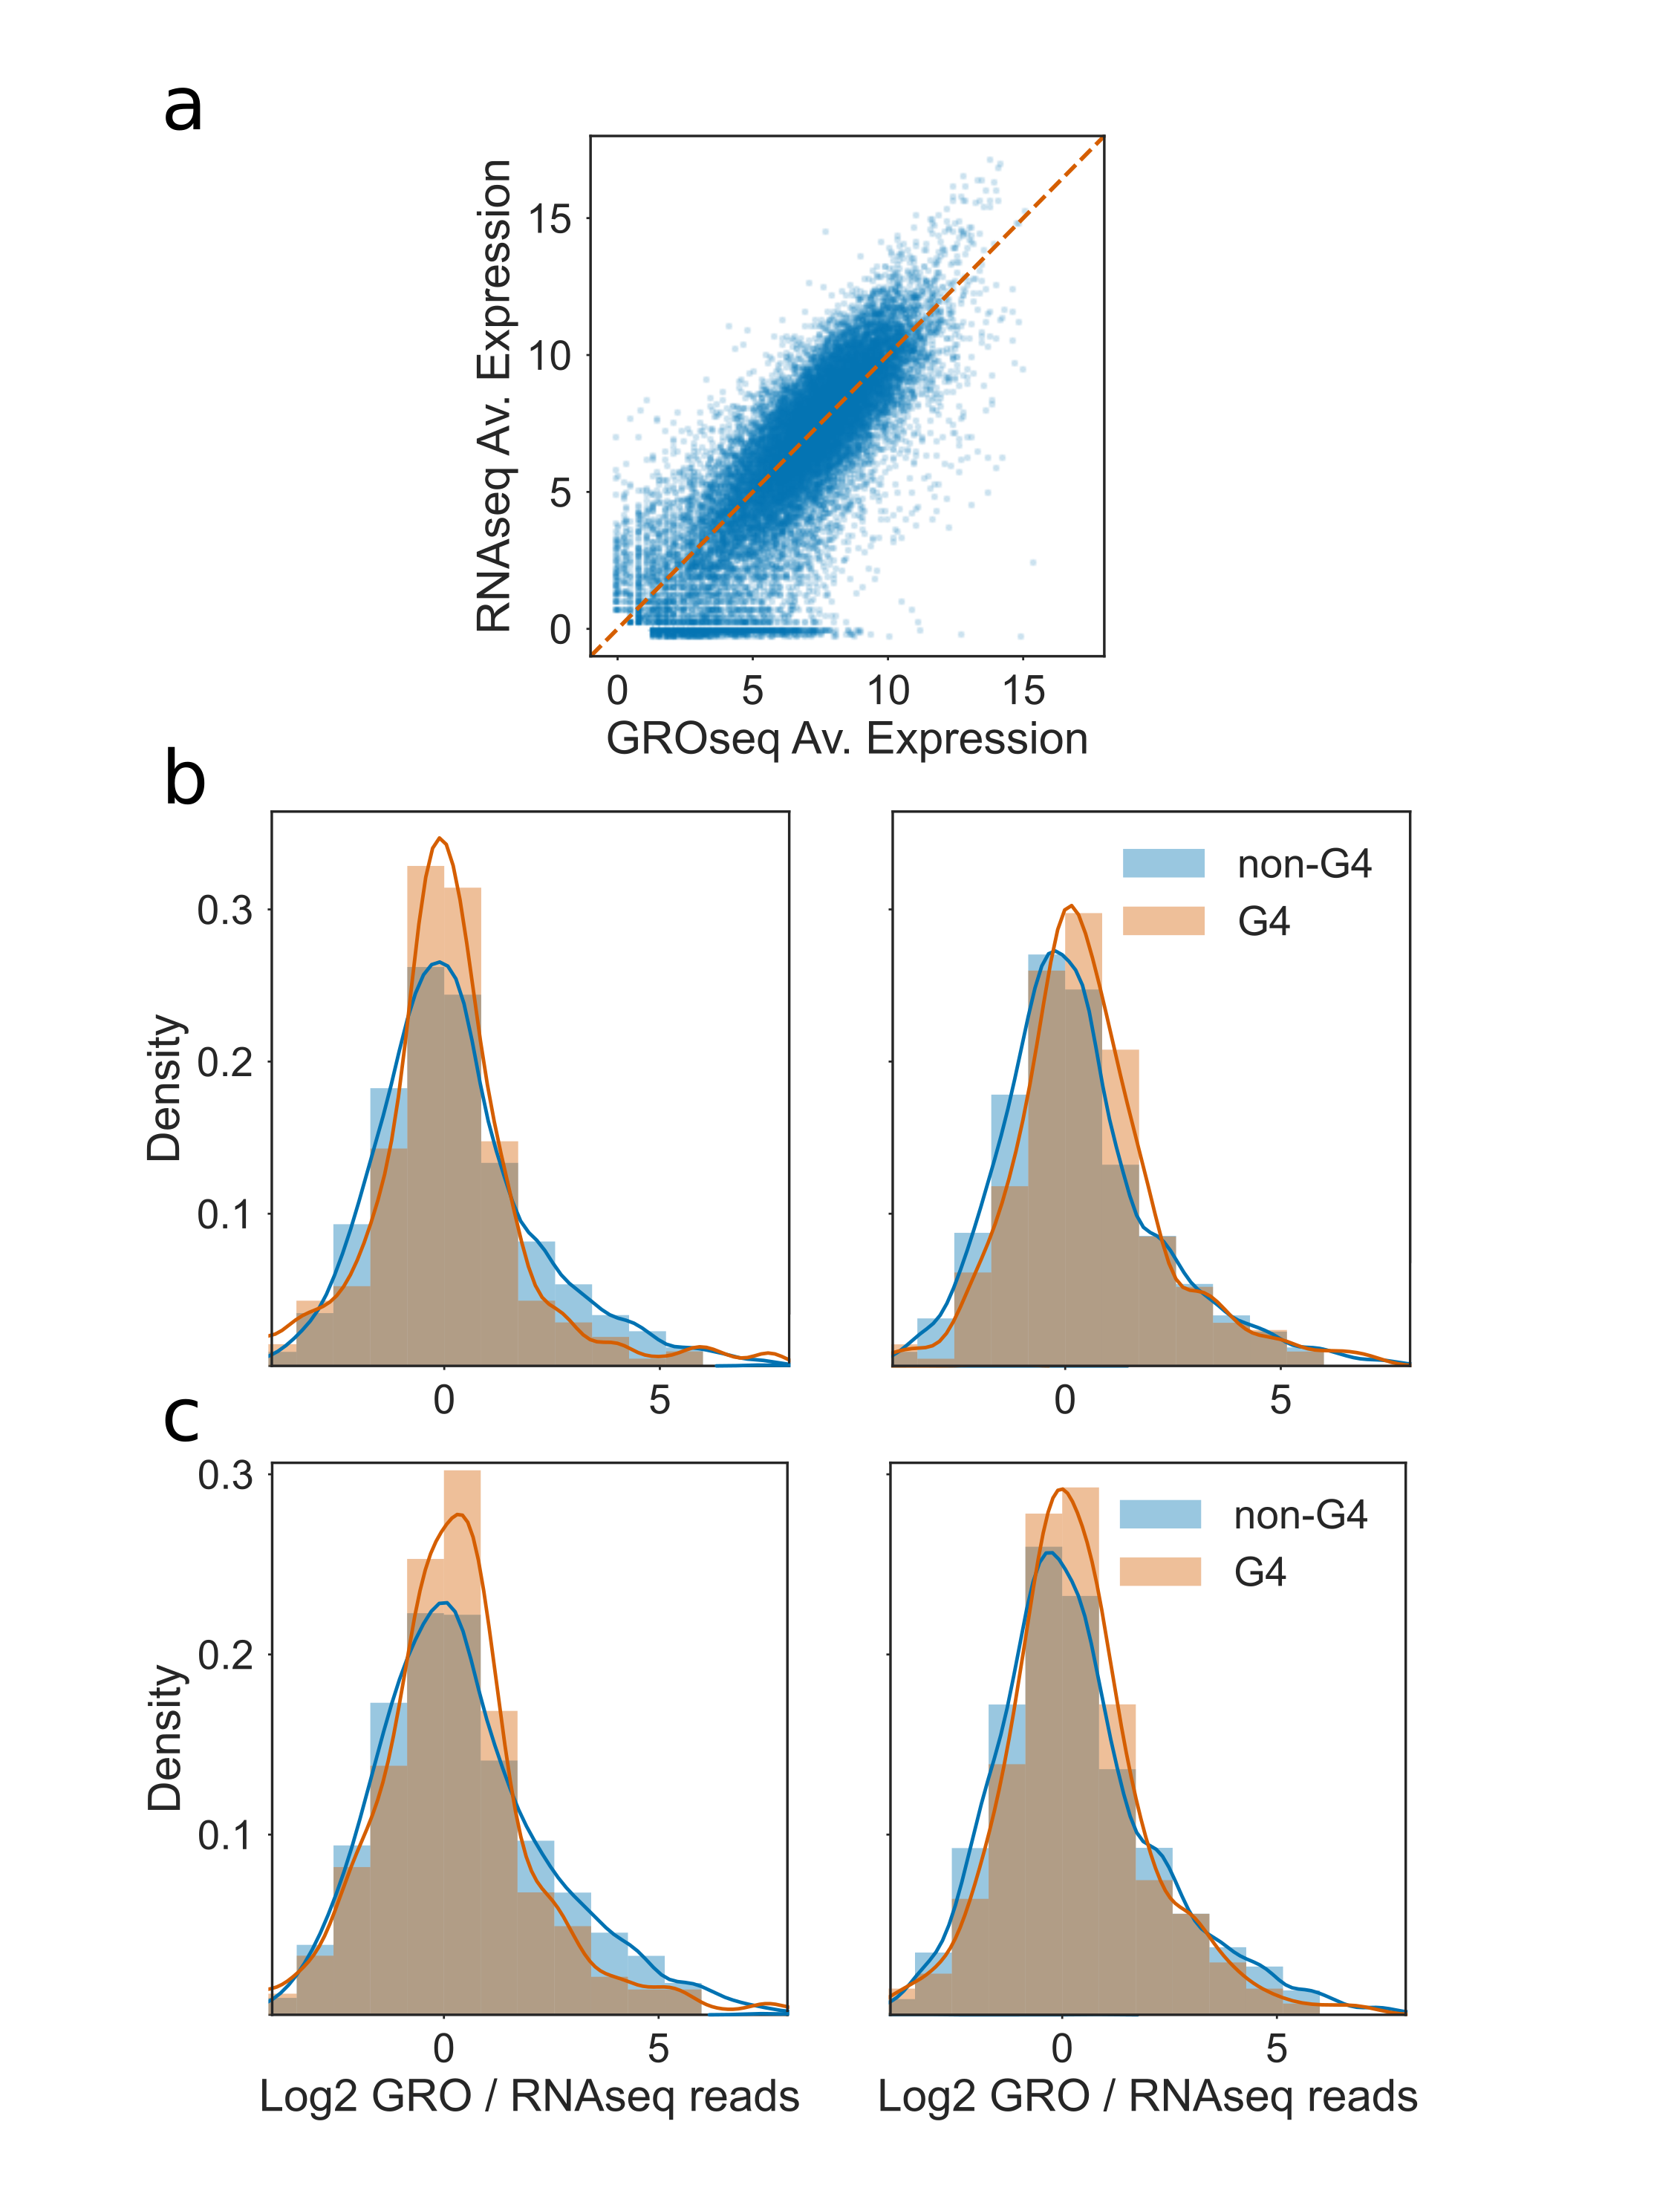 a
RNAseq Av. Expression
15
10
5
0
0 5 10 15
GROseq Av. Expression
b
Density
0.3
0.2
0.1
0 5
non-G4
G4
0 5
c
Density
0.3
0.2
0.1
0 5
Log2 GRO / RNAseq reads
non-G4
G4
0 5
Log2 GRO / RNAseq reads